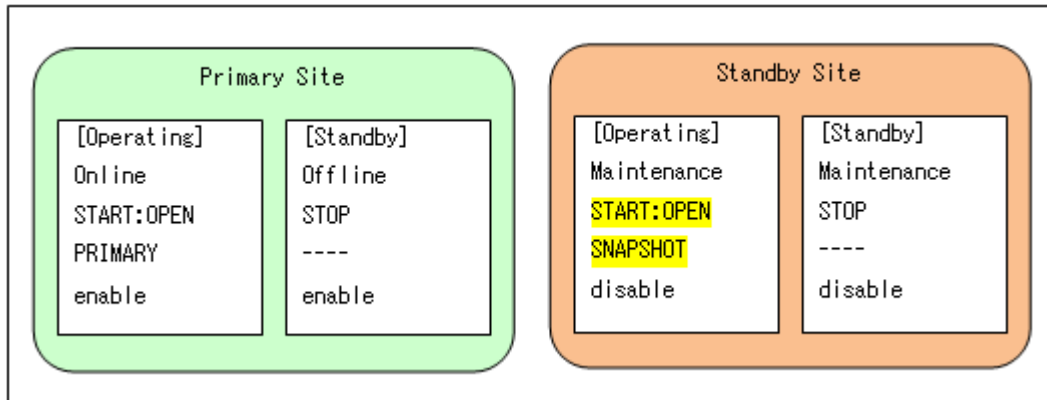 Primary Site
[Operating]
Online
START:OPEN
PRIMARY
enable
[Standby]
Offline
STOP
----
enable
Standby Site
[Operating]
Maintenance
START:OPEN
SNAPSHOT
disable
[Standby]
Maintenance
STOP
----
disable